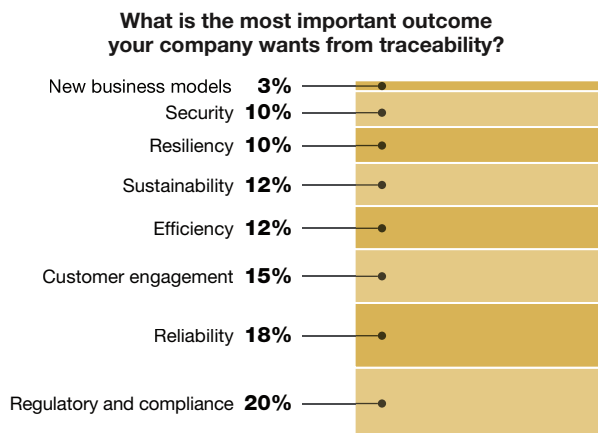 What is the most important outcome
your company wants from traceability?
New business models 3%
Security 10%
Resiliency 10%
Sustainability 12%
Efficiency 12%
Customer engagement 15%
Reliability 18%
Regulatory and compliance 20%